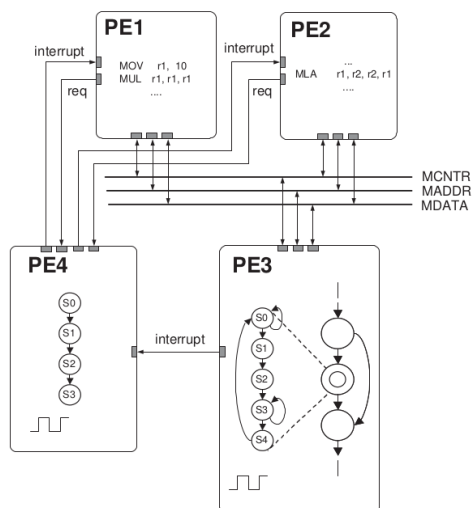 PE1
interrupt
MOV r1, 10
MUL r1, r1, r1
....
req
PE2
interrupt
...
MLA r1, r2, r2, r1
....
req
MCNTR
MADDR
MDATA
PE4
S0
S1
S2
S3
interrupt
PE3
S0
S1
S2
S3
S4